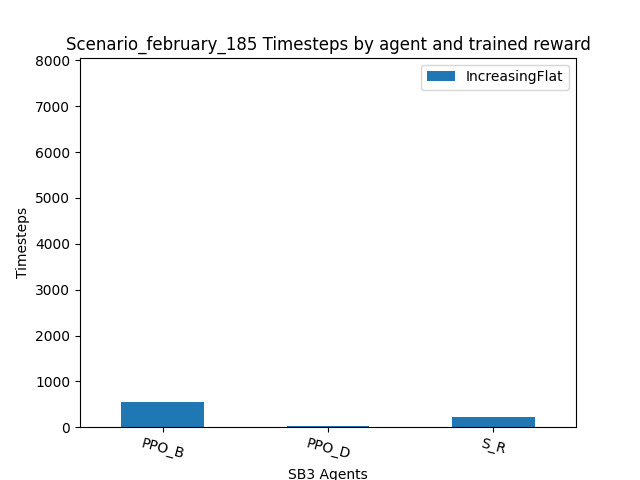 Scenario_february_185 Timesteps by agent and trained reward
IncreasingFlat
8000
7000
6000
5000
4000
3000
2000
1000
0
Timesteps
PPO_B
PPO_D
S_R
SB3 Agents